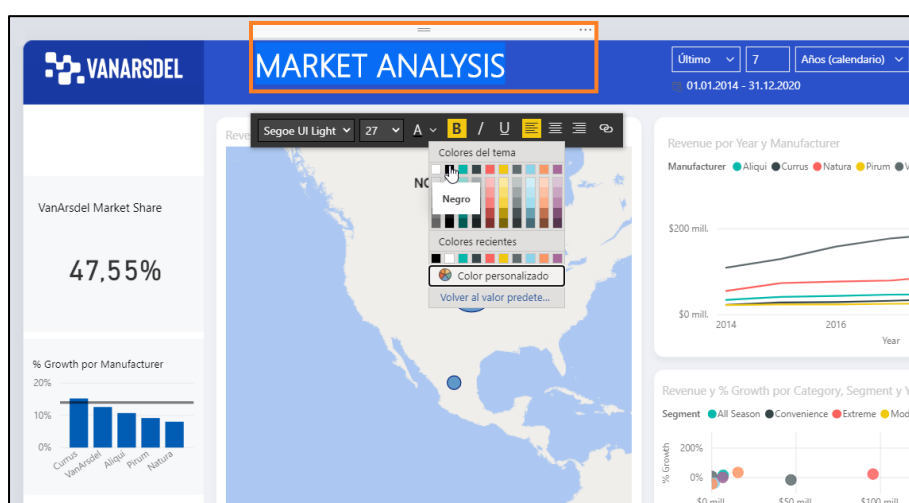 VANARSDEL
MARKET ANALYSIS
Último
7
Años (calendario)
01.01.2014 - 31.12.2020
Segoe UI Light
27
A
B
/
U
Colores del tema
Negro
Colores recientes
Color personalizado
Volver al valor predete...
VanArsdel Market Share
47,55%
% Growth por Manufacturer
20%
10%
0%
Currus
VanArsdel
Aliqui
Pirum
Natura
Reve
NO
Revenue por Year y Manufacturer
Manufacturer Aliqui Currus Natura Pirum V
$200 mill.
$0 mill.
2014
2016
Year
Revenue y % Growth por Category, Segment y Y
Segment All Season Convenience Extreme Mod
% Growth
200%
0%
$0 mill
$50 mill
$100 mill